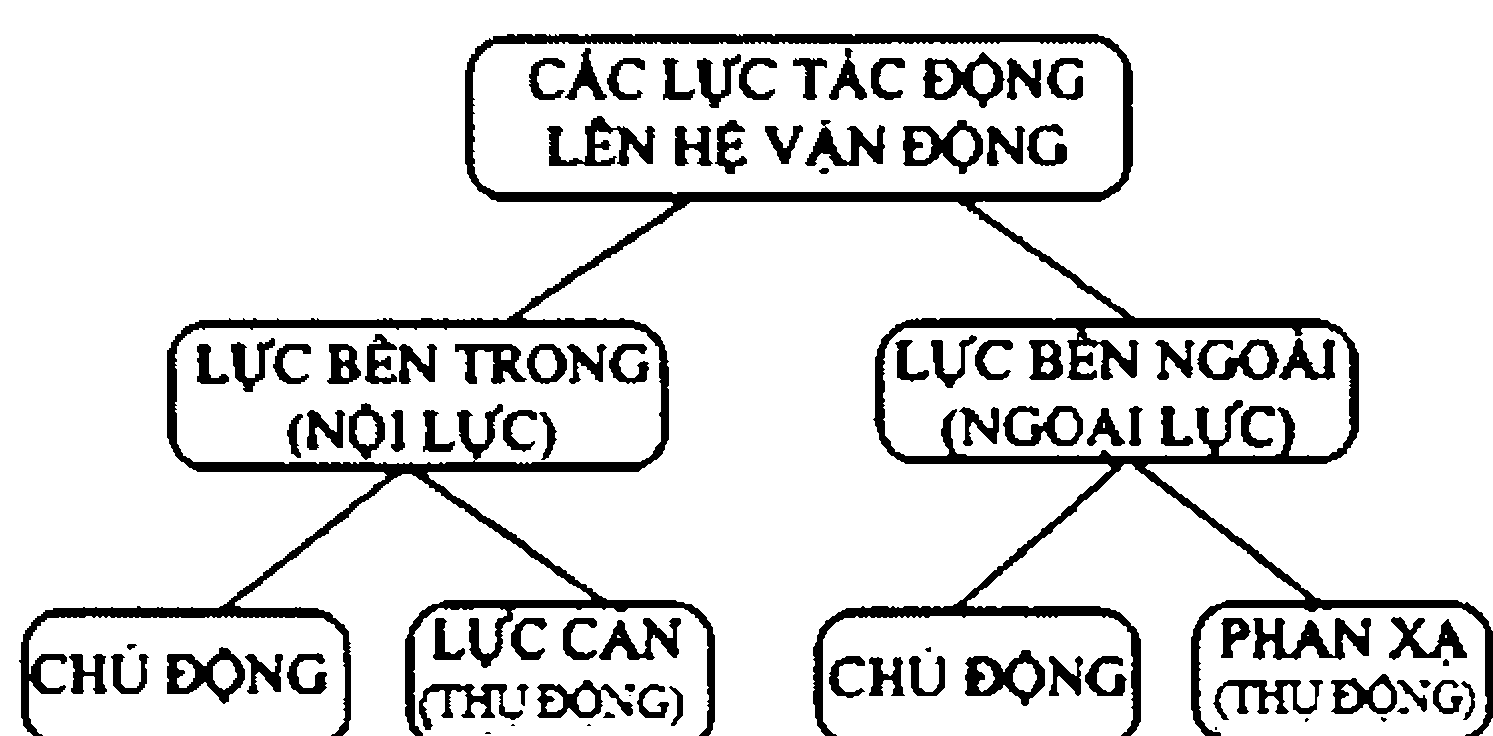 CÁC LỰC TÁC ĐỘNG
LÊN HỆ VẬN ĐỘNG
LỰC BÊN TRONG
(NỘI LỰC)
LỰC BÊN NGOÀI
(NGOẠI LỰC)
CHỦ ĐỘNG
LỰC CẢN
(THỤ ĐỘNG)
CHỦ ĐỘNG
PHẢN XẠ
(THỤ ĐỘNG)